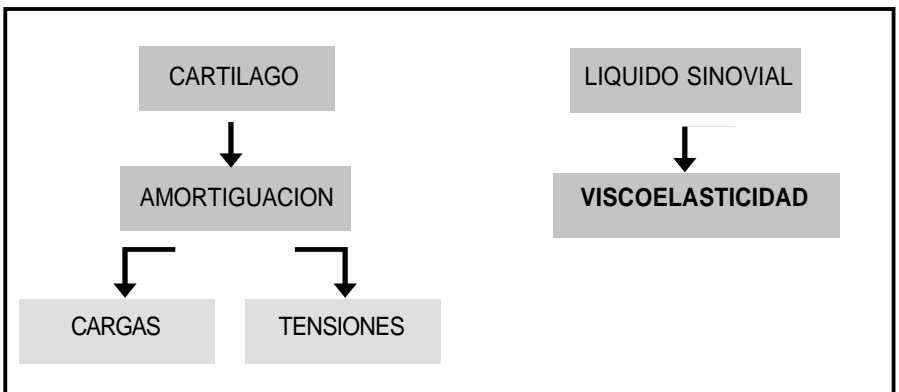 CARTILAGO
LIQUIDO SINOVIAL
AMORTIGUACION
VISCOELASTICIDAD
CARGAS
TENSIONES